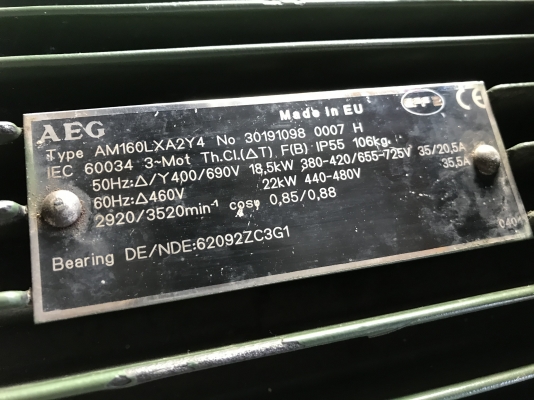 Made in EU
EFF 2
AEG
Type AM160LXA2Y4 No 30191098 0007 H
IEC 60034 3~Mot Th.Cl.(ΔT) F(B) IP55 106kg.
50Hz:Δ/Y400/690V 18,5kW 380-420/655-725V 35/20,5A
60Hz:Δ460V 22kW 440-480V 35,5A
2920/3520min⁻¹ cosφ 0,85/0,88
Bearing DE/NDE:62092ZC3G1